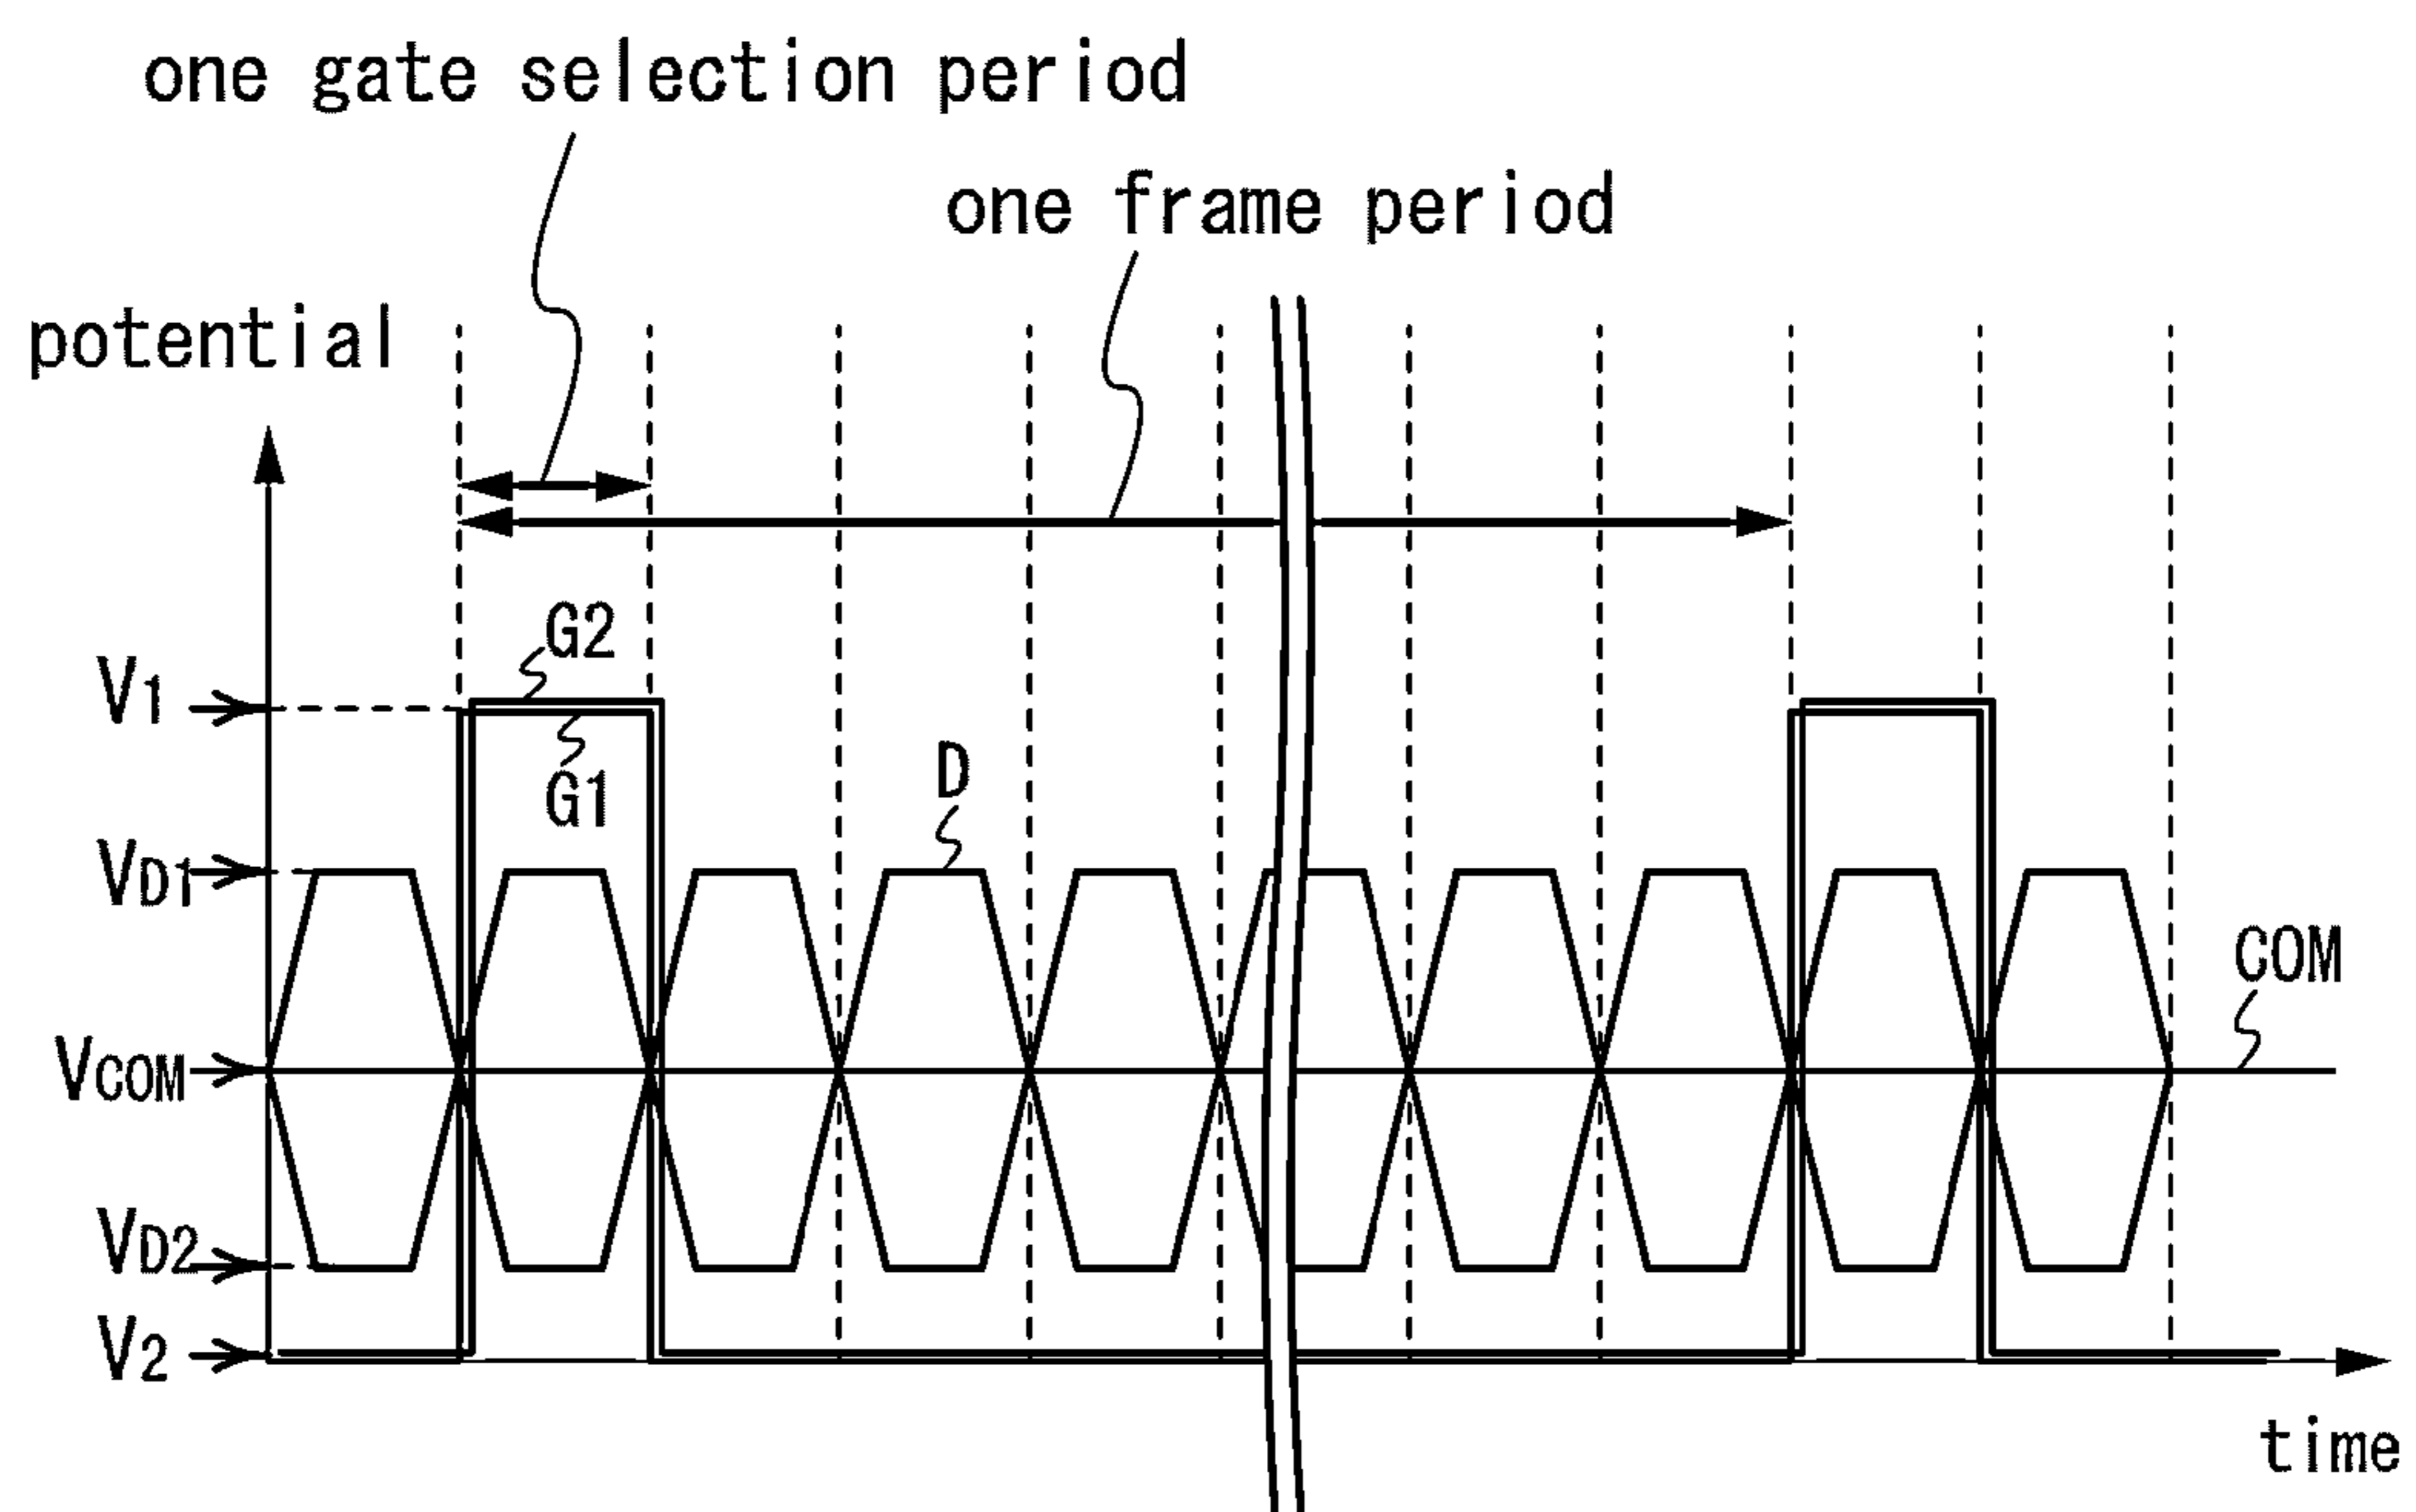 one gate selection period
one frame period
potential
G2
V1
G1
D
VD1
COM
VCOM
VD2
V2
time